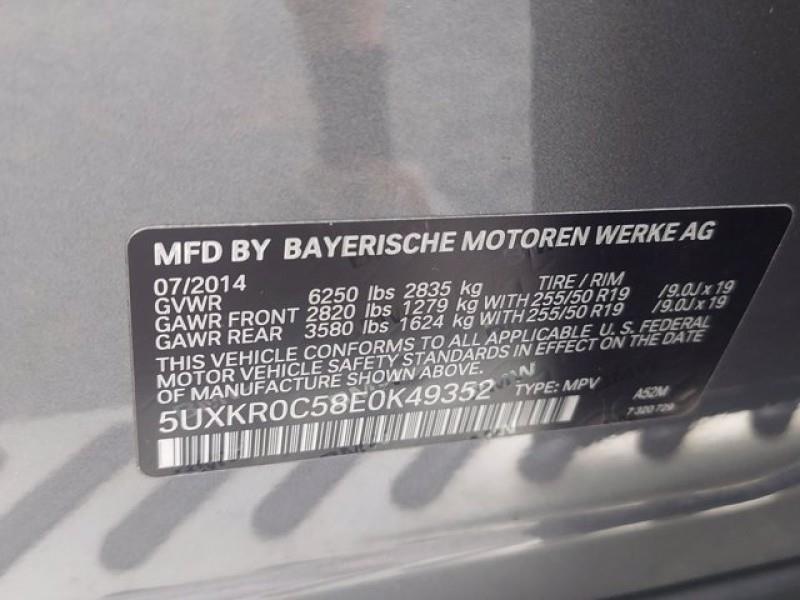 MFD BY BAYERISCHE MOTOREN WERKE AG
07/2014 TIRE / RIM
GVWR 6250 lbs 2835 kg
GAWR FRONT 2820 lbs 1279 kg WITH 255/50 R19 /9.0J x 19
GAWR REAR 3580 lbs 1624 kg WITH 255/50 R19 /9.0J x 19
THIS VEHICLE CONFORMS TO ALL APPLICABLE U.S. FEDERAL
MOTOR VEHICLE SAFETY STANDARDS IN EFFECT ON THE DATE
OF MANUFACTURE SHOWN ABOVE.
5UXKR0C58E0K49352 TYPE: MPV A52M
7 320 729